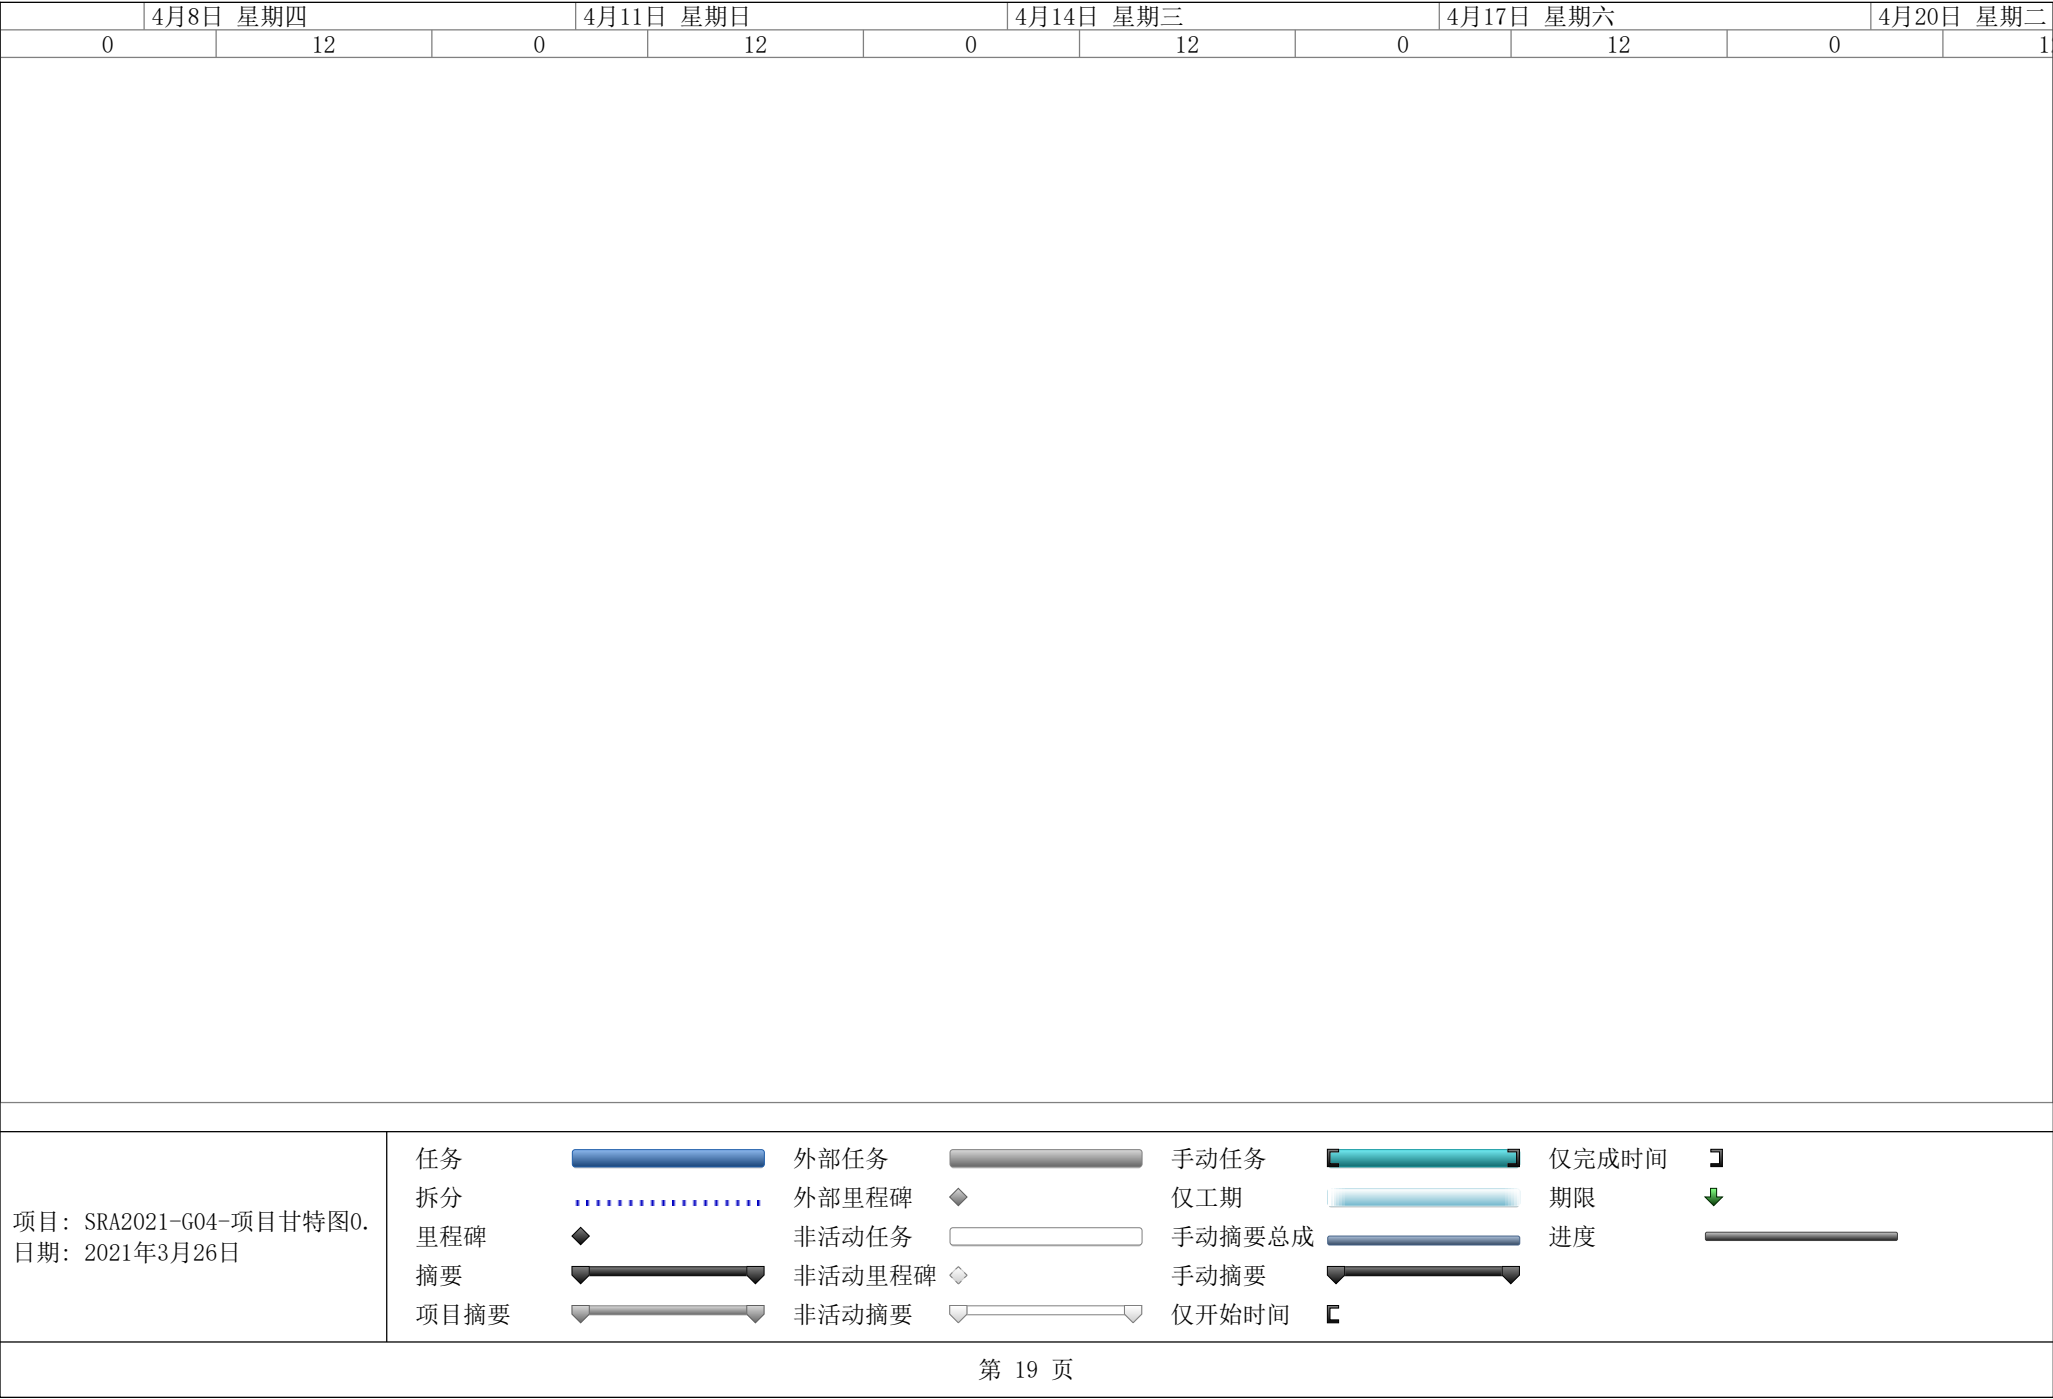 4月8日 星期四 4月11日 星期日 4月14日 星期三 4月17日 星期六 4月20日 星期二
0 12 0 12 0 12 0 12 0
任务 外部任务 手动任务 仅完成时间
拆分 外部里程碑 仅工期 期限
项目: SRA2021-G04-项目甘特图0.
日期: 2021年3月26日
里程碑 非活动任务 手动摘要总成 进度
摘要 非活动里程碑 手动摘要
项目摘要 非活动摘要 仅开始时间
第 19 页